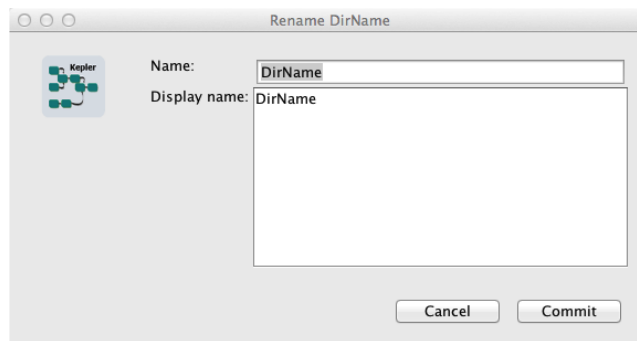 Rename DirName
Kepler
Name:
DirName
Display name:
DirName
Cancel
Commit